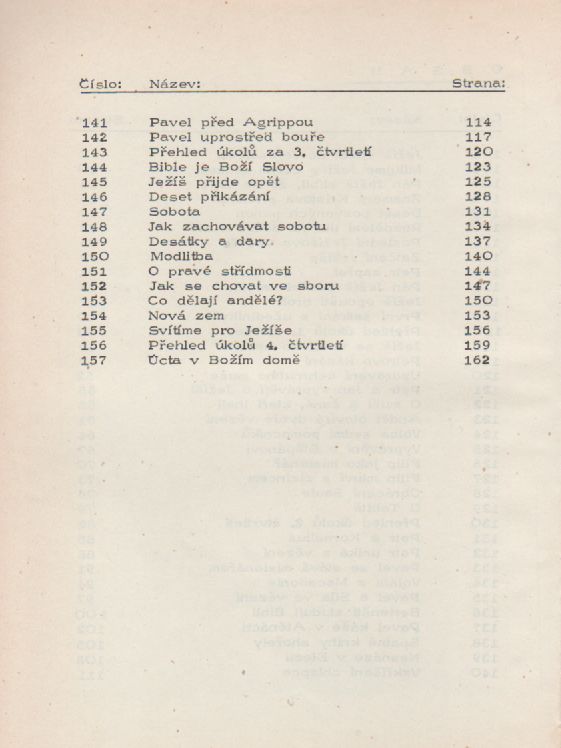 Číslo: Název: Strana:
141 Pavel před Agrippou 114
142 Pavel uprostřed bouře 117
143 Přehled úkolů za 3. čtvrtletí 120
144 Bible je Boží Slovo 123
145 Ježíš přijde opět 125
146 Deset přikázání 128
147 Sobota 131
148 Jak zachovávat sobotu 134
149 Desátky a dary. 137
150 Modlitba 140
151 O pravé střídmosti 144
152 Jak se chovat ve sboru 147
153 Co dělají andělé? 150
154 Nová zem 153
155 Svítíme pro Ježíše 156
156 Přehled úkolů 4. čtvrtletí 159
157 Úcta v Božím domě 162